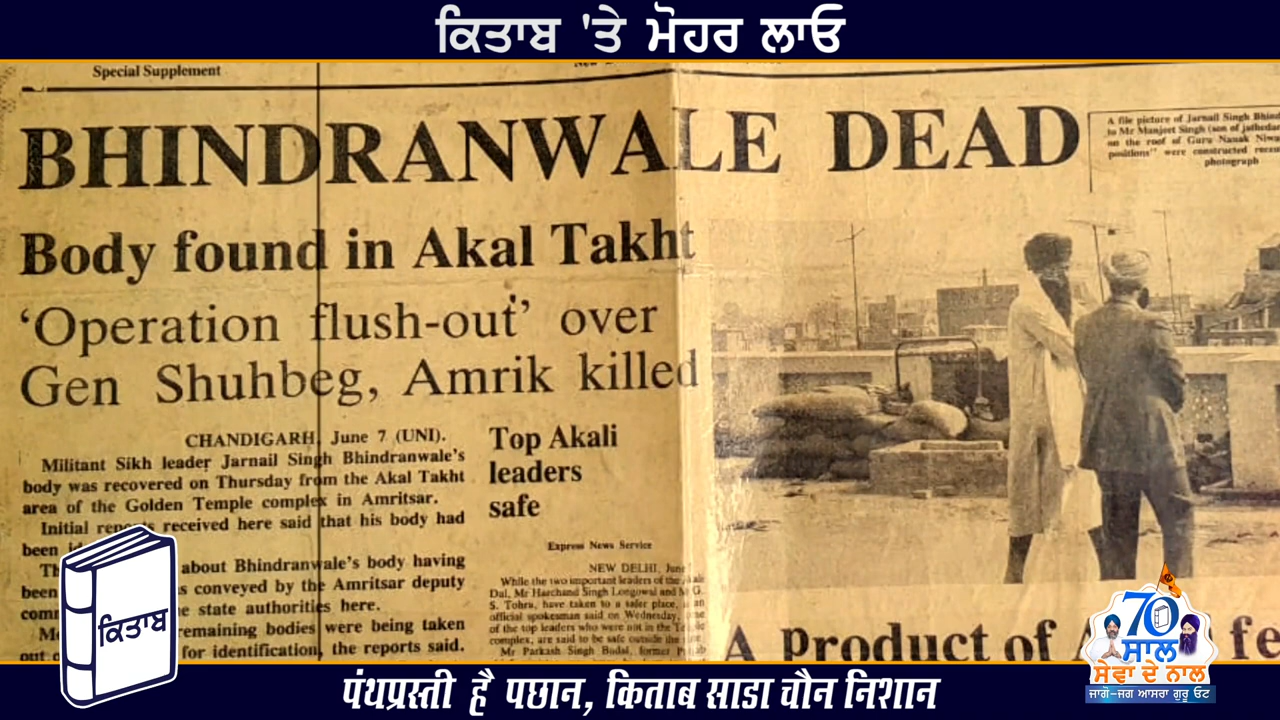 ਕਿਤਾਬ 'ਤੇ ਮੋਹਰ ਲਾਓ
Special Supplement
BHINDRANWALE DEAD
A file picture of Jarnail Singh
to Mr Manjeet Singh (son of
on the roof of Guru Nanak
positions" were constructed
photograph
Body found in Akal Takht
'Operation flush-out' over
Gen Shuhbeg, Amrik killed
CHANDIGARH, June 7 (UNI).
Militant Sikh leader Jarnail Singh Bhindranwale's
body was recovered on Thursday from the Akal Takht
area of the Golden Temple complex in Amritsar.
Initial reports received here said that his body had
been
about Bhindranwale's body having
been conveyed by the Amritsar deputy
state authorities here.
remaining bodies were being taken
for identification, the reports said.
Top Akali
leaders
safe
Express News Service
NEW DELHI,
While the two important leaders of the
Dal, Mr Harchand Singh Longowal and
S. Tohra, have taken to a safer place,
official spokesman said on Wednesday,
of the top leaders who were not in the
complex, are said to be safe outside the
Mr Parkash Singh Badal, former
A Product of
ਕਿਤਾਬ
70
ਸਾਲ
ਸੇਵਾ ਦੇ ਨਾਲ
ਜਾਗੋ-ਜਗ ਆਸਰਾ ਗੁਰੂ ਓਟ
ਪੰਥਪ੍ਰਸਤੀ ਹੈ ਪਛਾਨ, ਕਿਤਾਬ ਸਾਡਾ ਚੌਨ ਨਿਸ਼ਾਨ